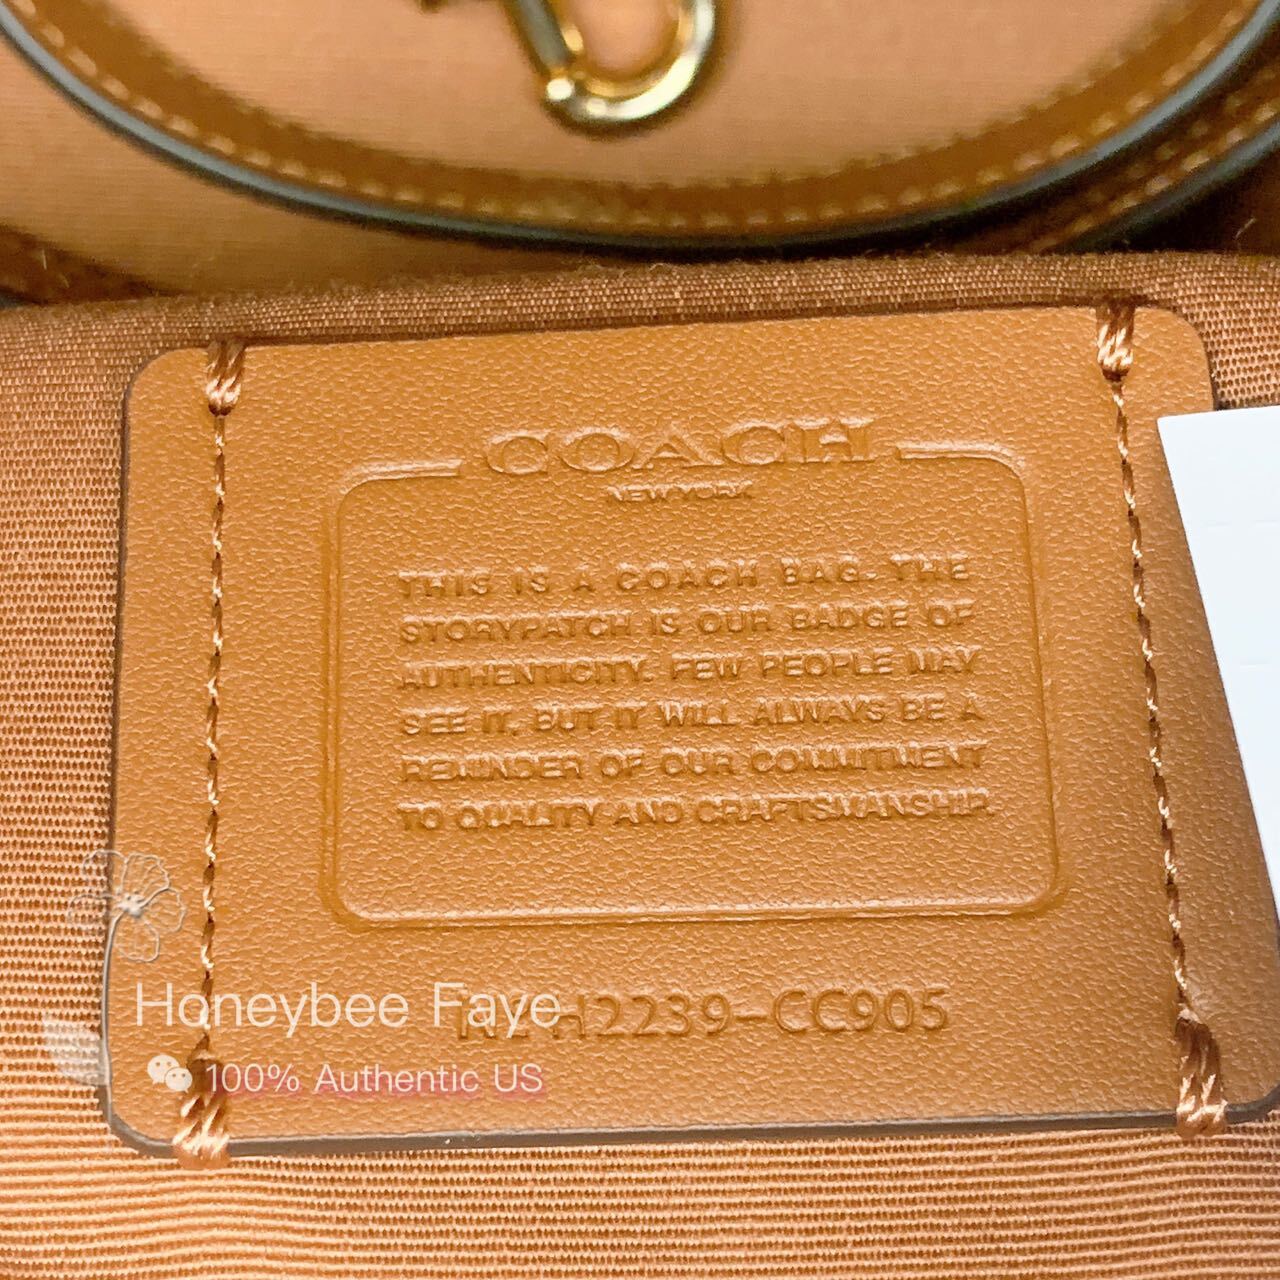 COACH
NEW YORK
THIS IS A COACH BAG. THE
STORYPATCH IS OUR BADGE OF
AUTHENTICITY. FEW PEOPLE MAY
SEE IT, BUT IT WILL ALWAYS BE A
REMINDER OF OUR COMMITMENT
TO QUALITY AND CRAFTSMANSHIP.
Honeybee Faye
H2239-CC905
100% Authentic US